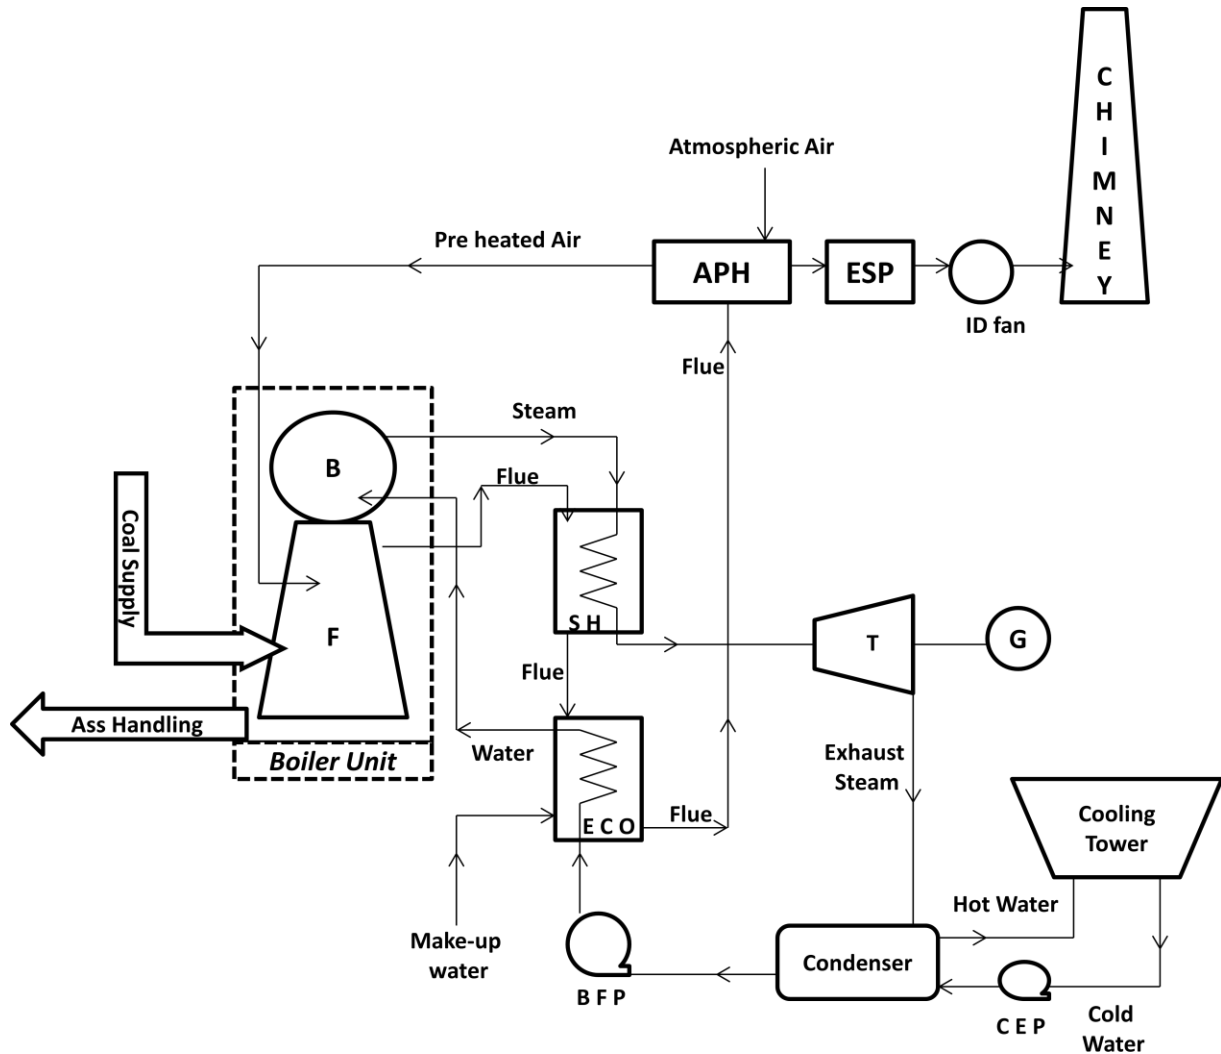 CHIMNEY
Atmospheric Air
Pre heated Air
APH
ESP
ID fan
Flue
Steam
B
Flue
Coal Supply
F
S H
T
G
Flue
Ass Handling
Boiler Unit
Water
Exhaust
Steam
E C O
Flue
Cooling
Tower
Hot Water
Make-up
water
Condenser
B F P
C E P
Cold
Water